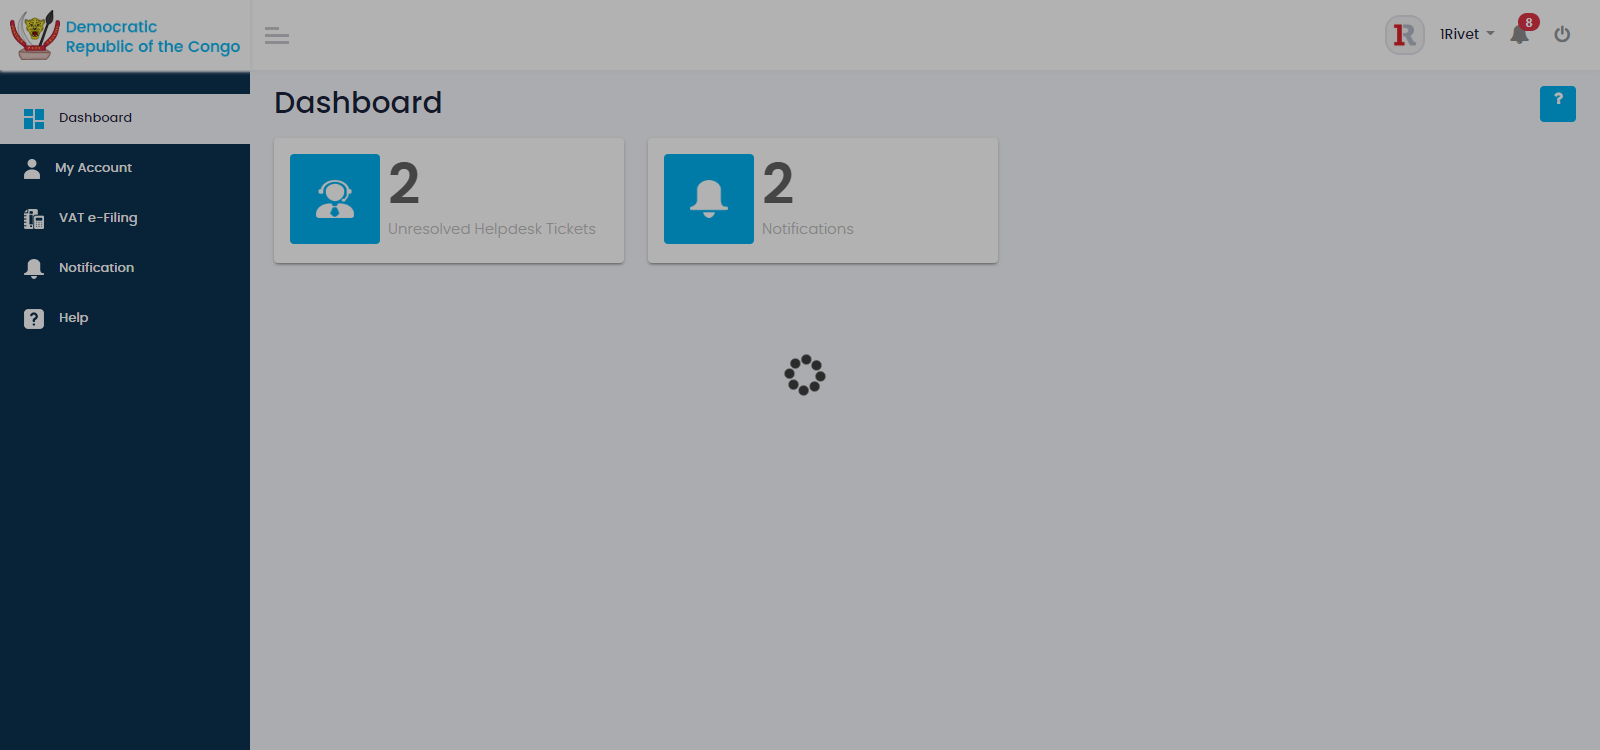 Democratic
Republic of the Congo
1R
1Rivet
8
Dashboard
My Account
VAT e-Filing
Notification
Help
Dashboard
?
2
Unresolved Helpdesk Tickets
2
Notifications